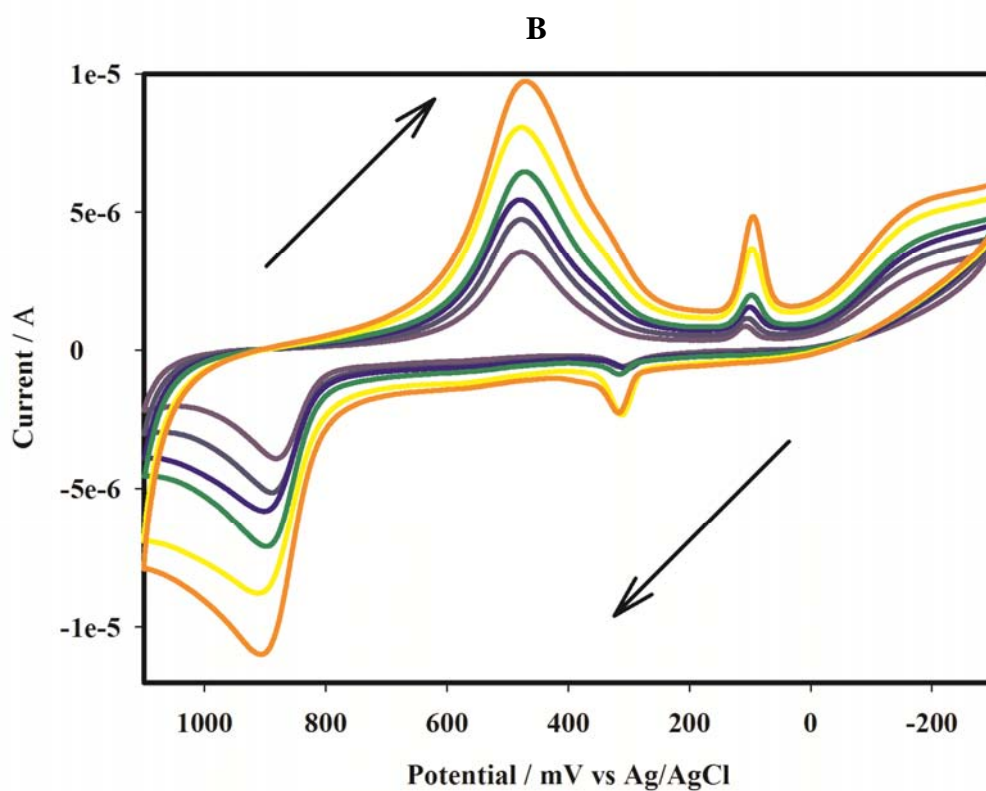 B
1e-5
5e-6
0
-5e-6
-1e-5
Current / A
1000 800 600 400 200 0 -200
Potential / mV vs Ag/AgCl